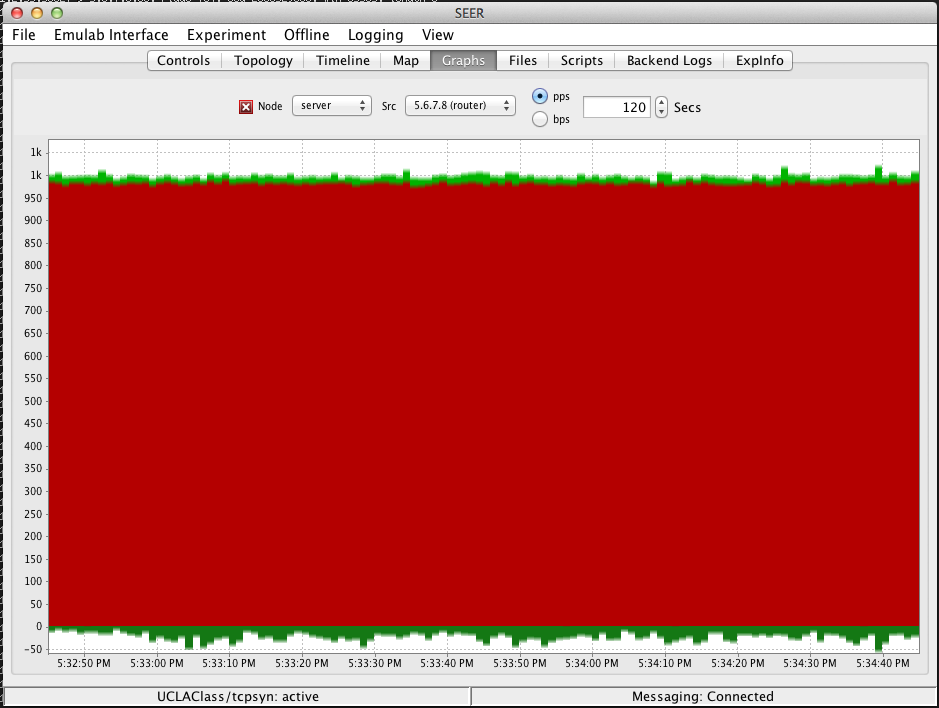 SEER
File Emulab Interface Experiment Offline Logging View
Controls Topology Timeline Map Graphs Files Scripts Backend Logs ExpInfo
Node server Src 5.6.7.8 (router) pps bps 120 Secs
1k
1k
950
900
850
800
750
700
650
600
550
500
450
400
350
300
250
200
150
100
50
0
-50
5:32:50 PM 5:33:00 PM 5:33:10 PM 5:33:20 PM 5:33:30 PM 5:33:40 PM 5:33:50 PM 5:34:00 PM 5:34:10 PM 5:34:20 PM 5:34:30 PM 5:34:40 PM
UCLAClass/tcpsyn: active Messaging: Connected